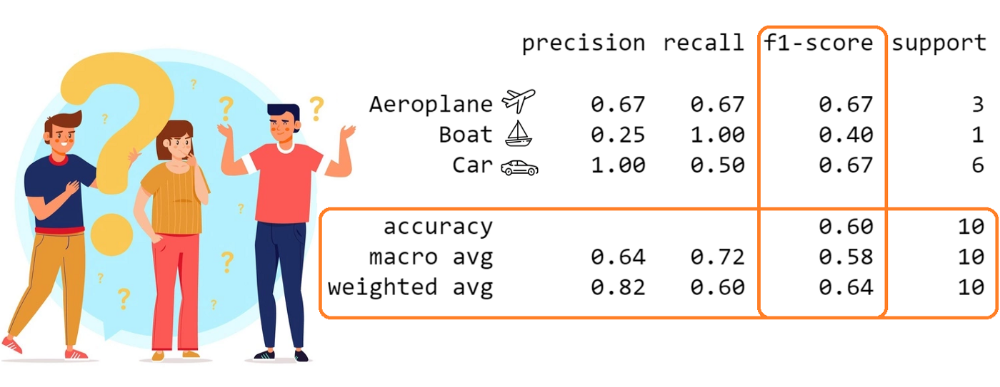 precision recall f1-score support
Aeroplane 0.67 0.67 0.67 3
Boat 0.25 1.00 0.40 1
Car 1.00 0.50 0.67 6
accuracy 0.60 10
macro avg 0.64 0.72 0.58 10
weighted avg 0.82 0.60 0.64 10